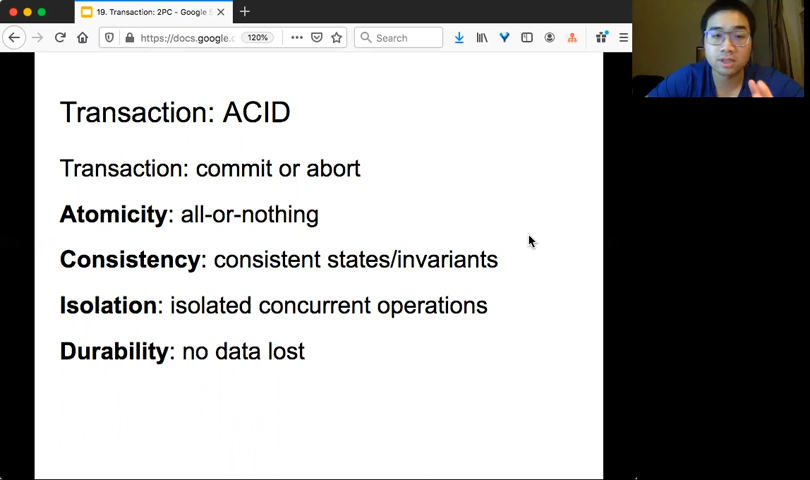 19. Transaction: 2PC - Google
https://docs.google.
120%
Search
Transaction: ACID
Transaction: commit or abort
Atomicity: all-or-nothing
Consistency: consistent states/invariants
Isolation: isolated concurrent operations
Durability: no data lost